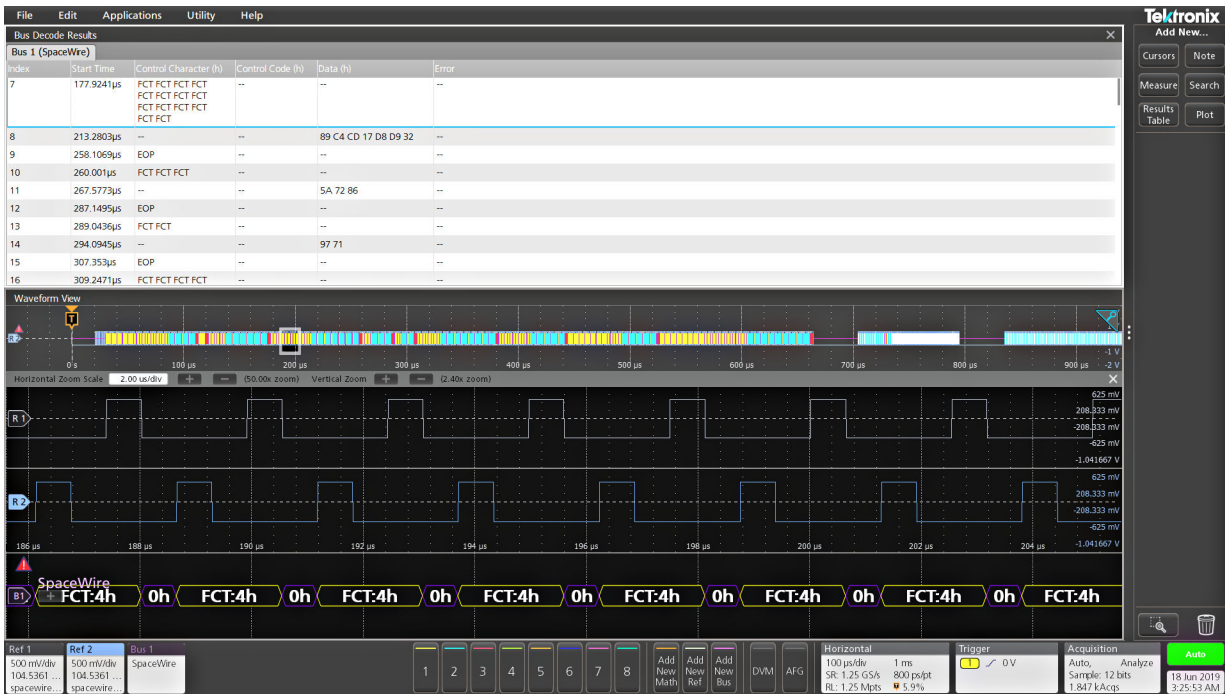 File Edit Applications Utility Help
Tektronix
Add New...
Bus Decode Results
Bus 1 (SpaceWire)
Cursors Note
Measure Search
Results Table Plot
Index Start Time Control Character (h) Control Code (h) Data (h) Error
7 177.9241µs FCT FCT FCT FCT -- -- --
FCT FCT FCT FCT
FCT FCT FCT FCT
FCT FCT
8 213.2803µs -- -- 89 C4 CD 17 D8 D9 32 --
9 258.1069µs EOP -- -- --
10 260.001µs FCT FCT FCT -- -- --
11 267.5773µs -- -- 5A 72 86 --
12 287.1495µs EOP -- -- --
13 289.0436µs FCT FCT -- -- --
14 294.0945µs -- -- 97 71 --
15 307.353µs EOP -- -- --
16 309.2471µs FCT FCT FCT FCT -- -- --
Waveform View
T
R 2
-1 V
0 s 100 µs 200 µs 300 µs 400 µs 500 µs 600 µs 700 µs 800 µs 900 µs -2 V
Horizontal Zoom Scale 2.00 us/div + - (50.00x zoom) Vertical Zoom + - (2.40x zoom)
625 mV
R 1 208.333 mV
-208.333 mV
-625 mV
-1.041667 V
625 mV
R 2 208.333 mV
-208.333 mV
-625 mV
186 µs 188 µs 190 µs 192 µs 194 µs 196 µs 198 µs 200 µs 202 µs 204 µs -1.041667 V
SpaceWire
B1 + FCT:4h 0h FCT:4h 0h FCT:4h 0h FCT:4h 0h FCT:4h 0h FCT:4h 0h FCT:4h 0h FCT:4h
Ref 1
500 mV/div
104.5361 ...
spacewire...
Ref 2
500 mV/div
104.5361 ...
spacewire...
Bus 1
SpaceWire
1 2 3 4 5 6 7 8
Add New Math
Add New Ref
Add New Bus
DVM AFG
Horizontal
100 µs/div 1 ms
SR: 1.25 GS/s 800 ps/pt
RL: 1.25 Mpts 5.9%
Trigger
1 0 V
Acquisition
Auto, Analyze
Sample: 12 bits
1.847 kAcqs
Auto
18 Jun 2019
3:25:53 AM